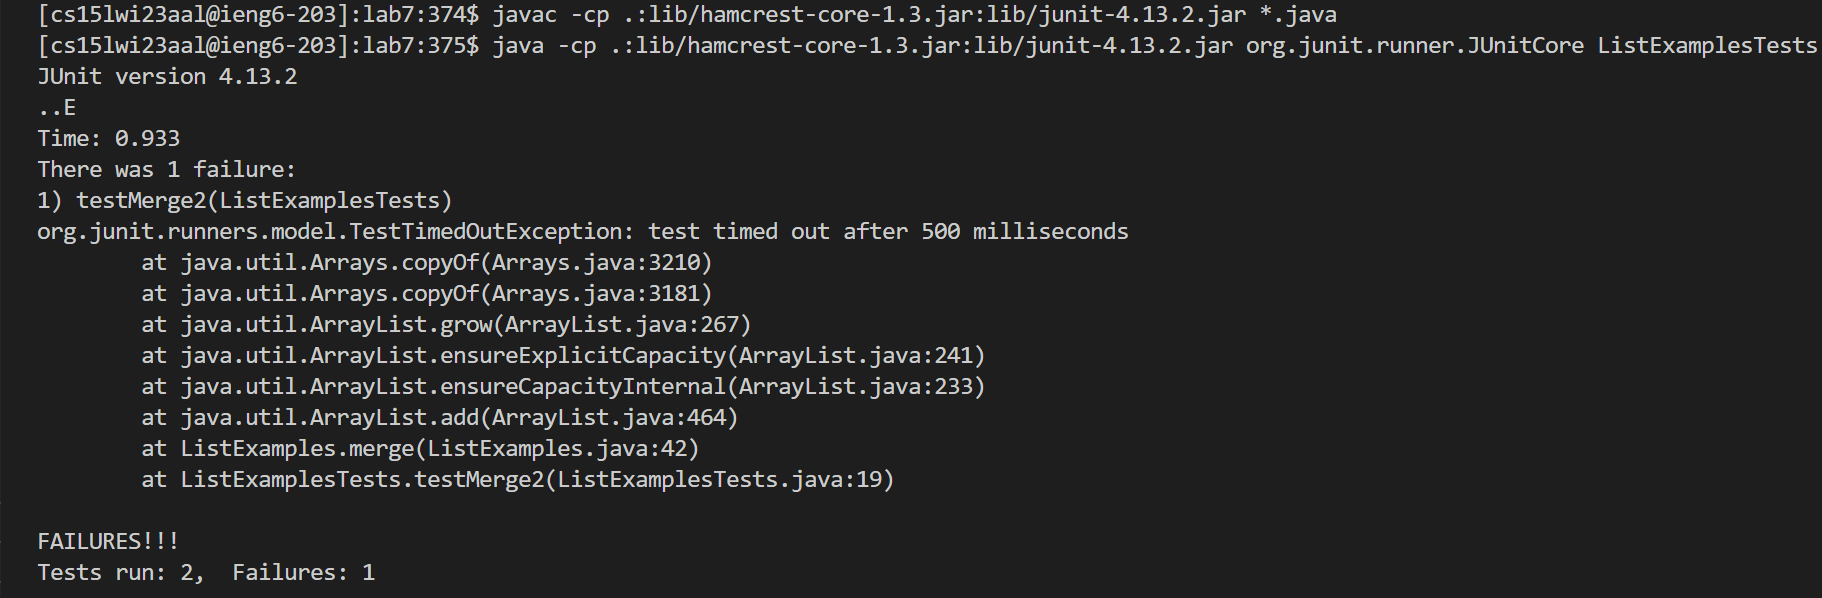 [cs15lwi23aal@ieng6-203]:lab7:374$ javac -cp .:lib/hamcrest-core-1.3.jar:lib/junit-4.13.2.jar *.java
[cs15lwi23aal@ieng6-203]:lab7:375$ java -cp .:lib/hamcrest-core-1.3.jar:lib/junit-4.13.2.jar org.junit.runner.JUnitCore ListExamplesTests
JUnit version 4.13.2
..E
Time: 0.933
There was 1 failure:
1) testMerge2(ListExamplesTests)
org.junit.runners.model.TestTimedOutException: test timed out after 500 milliseconds
        at java.util.Arrays.copyOf(Arrays.java:3210)
        at java.util.Arrays.copyOf(Arrays.java:3181)
        at java.util.ArrayList.grow(ArrayList.java:267)
        at java.util.ArrayList.ensureExplicitCapacity(ArrayList.java:241)
        at java.util.ArrayList.ensureCapacityInternal(ArrayList.java:233)
        at java.util.ArrayList.add(ArrayList.java:464)
        at ListExamples.merge(ListExamples.java:42)
        at ListExamplesTests.testMerge2(ListExamplesTests.java:19)

FAILURES!!!
Tests run: 2,  Failures: 1